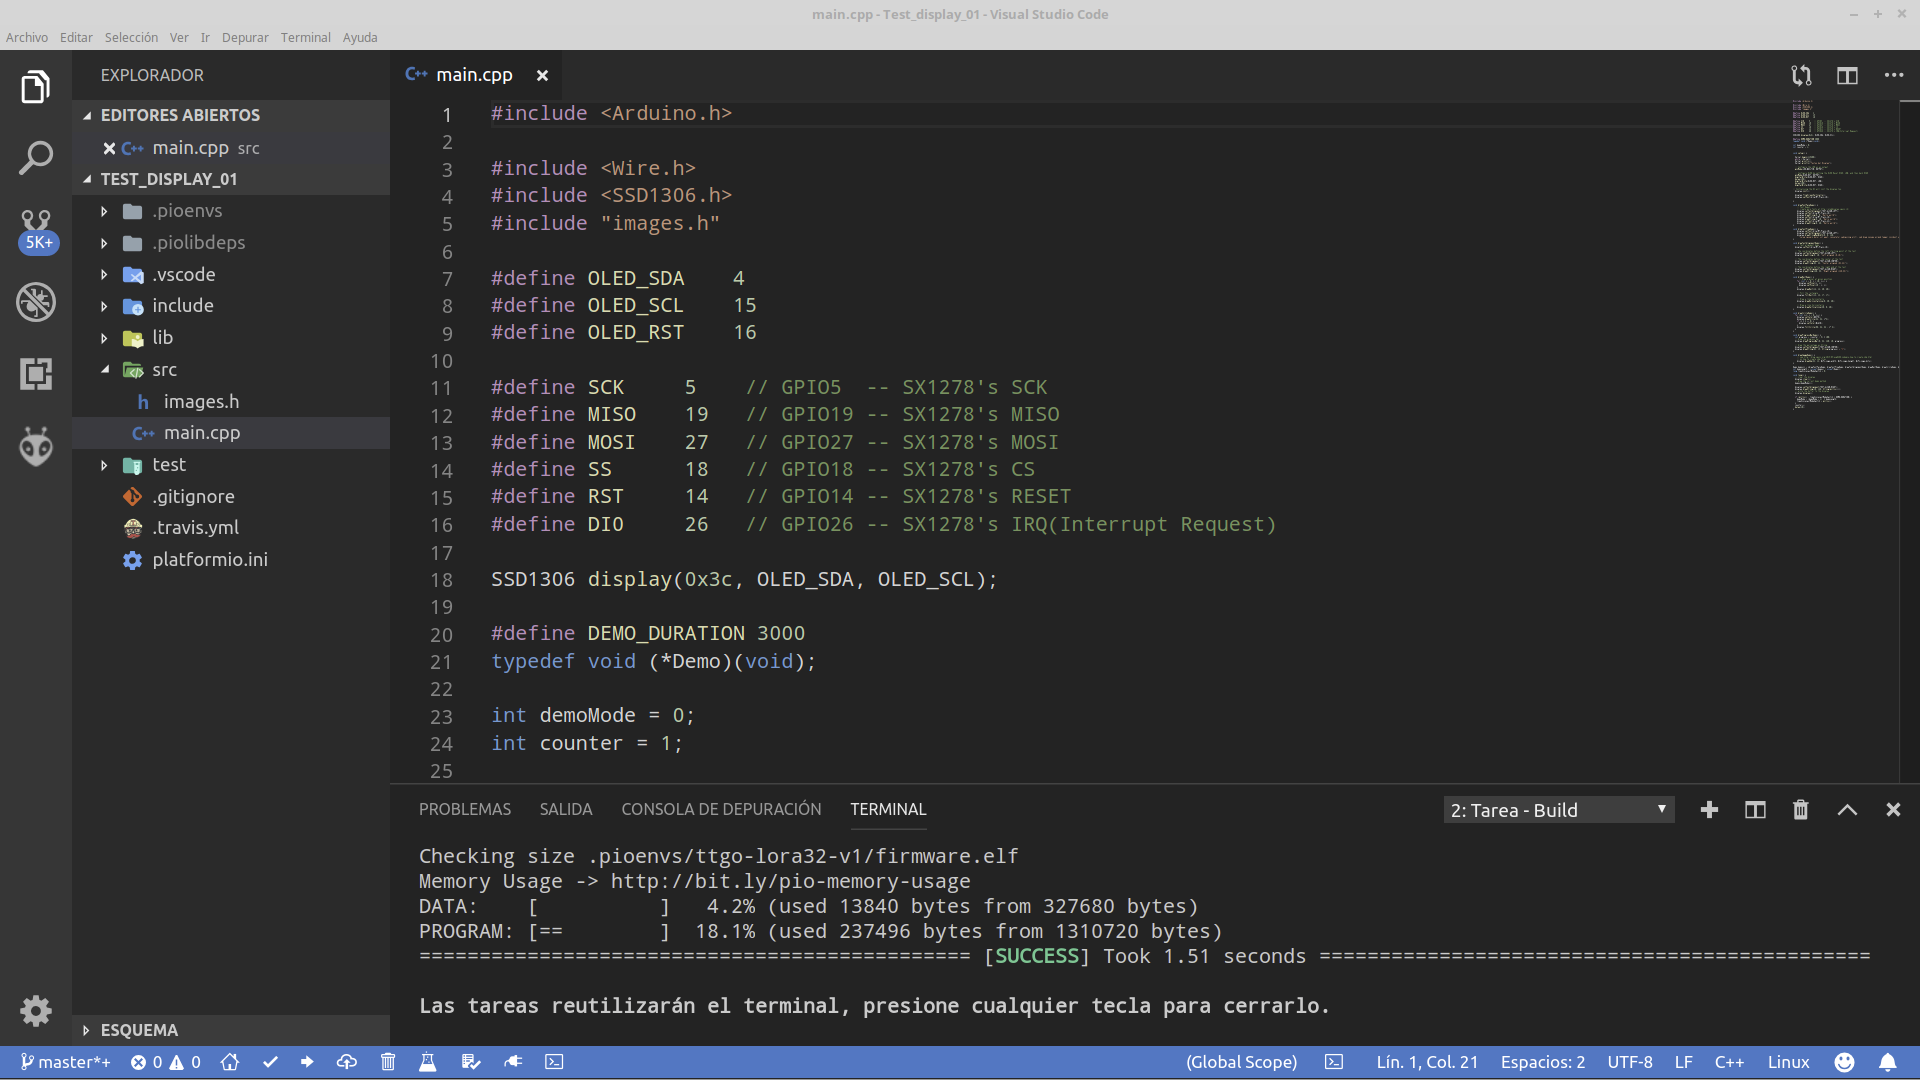 main.cpp - Test_display_01 - Visual Studio Code
Archivo Editar Selección Ver Ir Depurar Terminal Ayuda
EXPLORADOR
EDITORES ABIERTOS
main.cpp src
TEST_DISPLAY_01
.pioenvs
.piolibdeps
.vscode
include
lib
src
images.h
main.cpp
test
.gitignore
.travis.yml
platformio.ini
ESQUEMA
5K+
main.cpp
1 #include <Arduino.h>
2
3 #include <Wire.h>
4 #include <SSD1306.h>
5 #include "images.h"
6
7 #define OLED_SDA    4
8 #define OLED_SCL    15
9 #define OLED_RST    16
10
11 #define SCK     5    // GPIO5  -- SX1278's SCK
12 #define MISO    19   // GPIO19 -- SX1278's MISO
13 #define MOSI    27   // GPIO27 -- SX1278's MOSI
14 #define SS      18   // GPIO18 -- SX1278's CS
15 #define RST     14   // GPIO14 -- SX1278's RESET
16 #define DI0     26   // GPIO26 -- SX1278's IRQ(Interrupt Request)
17
18 SSD1306 display(0x3c, OLED_SDA, OLED_SCL);
19
20 #define DEMO_DURATION 3000
21 typedef void (*Demo)(void);
22
23 int demoMode = 0;
24 int counter = 1;
25
PROBLEMAS SALIDA CONSOLA DE DEPURACIÓN TERMINAL
2: Tarea - Build
Checking size .pioenvs/ttgo-lora32-v1/firmware.elf
Memory Usage -> http://bit.ly/pio-memory-usage
DATA:    [          ]   4.2% (used 13840 bytes from 327680 bytes)
PROGRAM: [==        ]  18.1% (used 237496 bytes from 1310720 bytes)
============================================== [SUCCESS] Took 1.51 seconds ==============================================
Las tareas reutilizarán el terminal, presione cualquier tecla para cerrarlo.
master*+ 0 0 (Global Scope) Lín. 1, Col. 21 Espacios: 2 UTF-8 LF C++ Linux